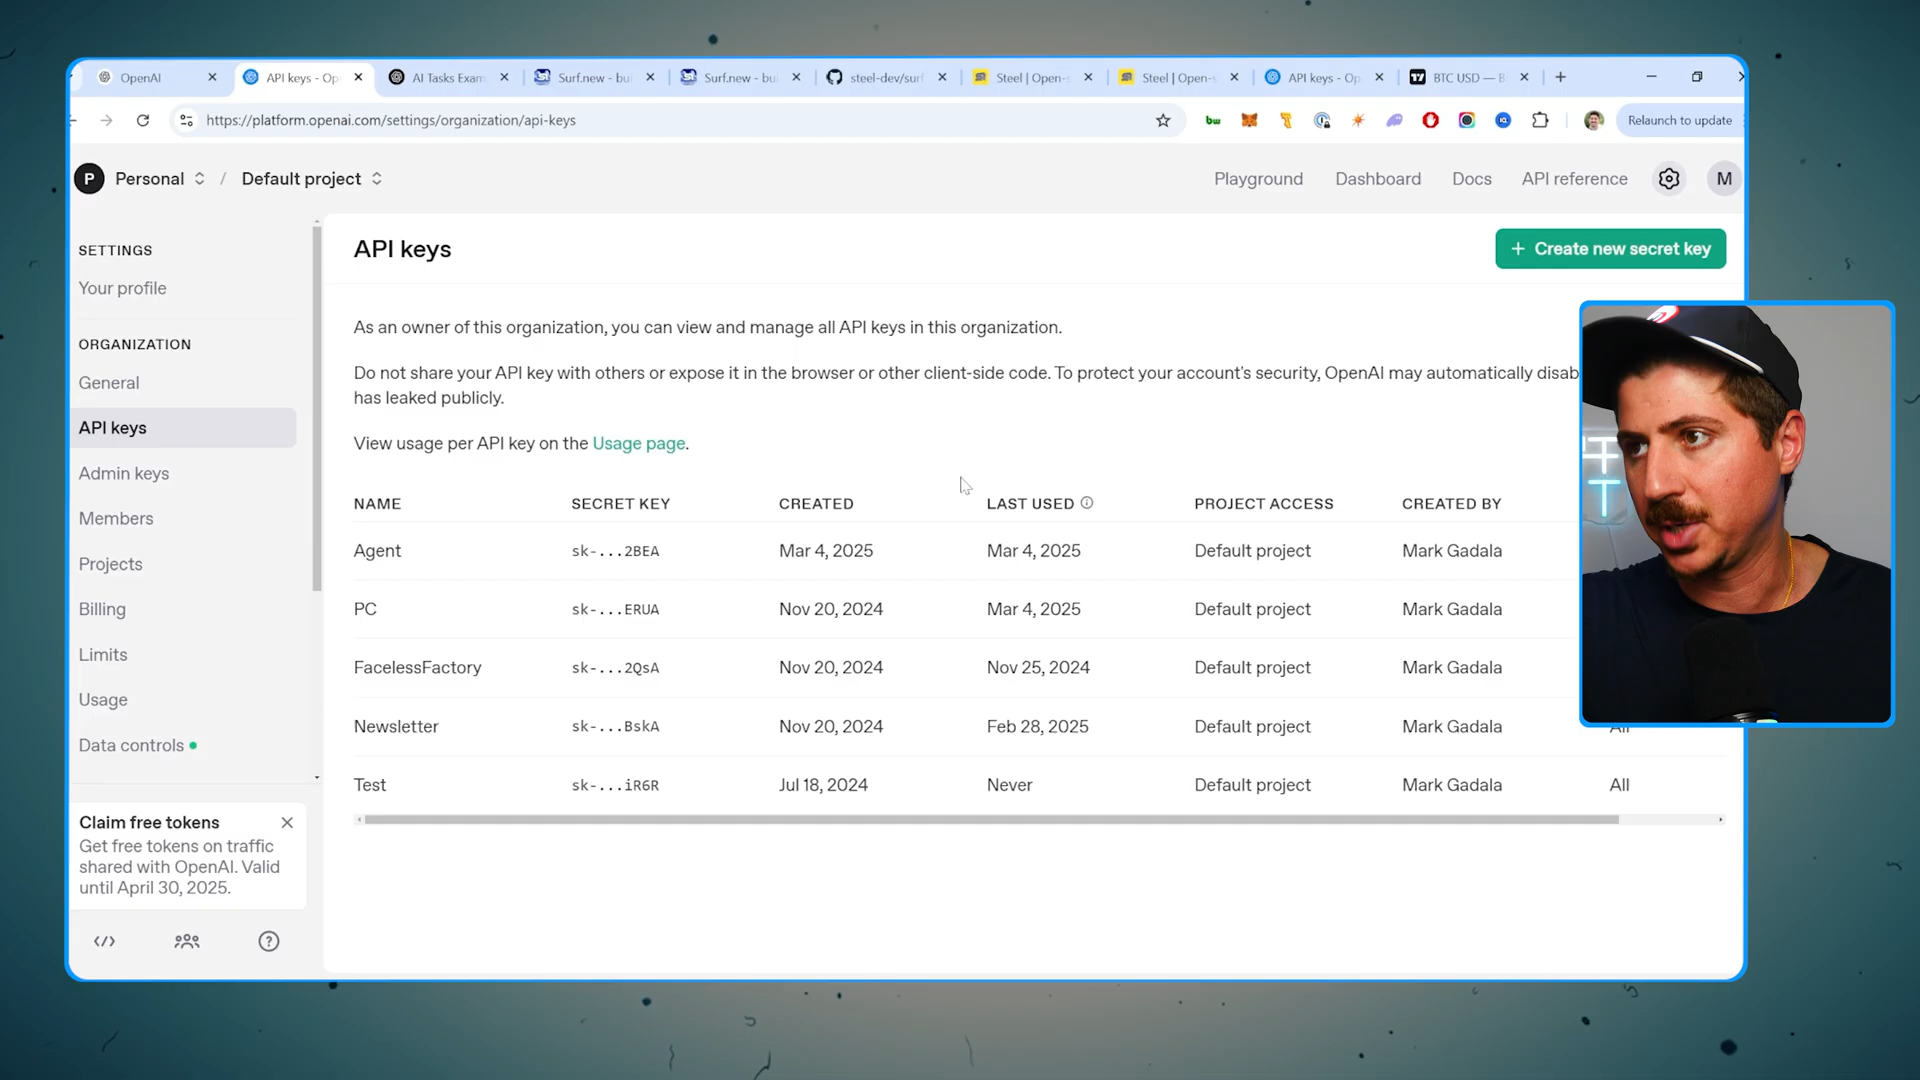 OpenAI
API keys - Op
AI Tasks Exam
Surf.new - bui
Surf.new - bui
steel-dev/surf
Steel | Open-s
Steel | Open-s
API keys - Op
BTC USD — B
https://platform.openai.com/settings/organization/api-keys
Relaunch to update
P Personal / Default project
Playground
Dashboard
Docs
API reference
M
SETTINGS
Your profile
ORGANIZATION
General
API keys
Admin keys
Members
Projects
Billing
Limits
Usage
Data controls
Claim free tokens
Get free tokens on traffic
shared with OpenAI. Valid
until April 30, 2025.
API keys
+ Create new secret key
As an owner of this organization, you can view and manage all API keys in this organization.
Do not share your API key with others or expose it in the browser or other client-side code. To protect your account's security, OpenAI may automatically disab
has leaked publicly.
View usage per API key on the Usage page.
NAME SECRET KEY CREATED LAST USED PROJECT ACCESS CREATED BY
Agent sk-...2BEA Mar 4, 2025 Mar 4, 2025 Default project Mark Gadala
PC sk-...ERUA Nov 20, 2024 Mar 4, 2025 Default project Mark Gadala
FacelessFactory sk-...2QsA Nov 20, 2024 Nov 25, 2024 Default project Mark Gadala
Newsletter sk-...BskA Nov 20, 2024 Feb 28, 2025 Default project Mark Gadala All
Test sk-...iR6R Jul 18, 2024 Never Default project Mark Gadala All